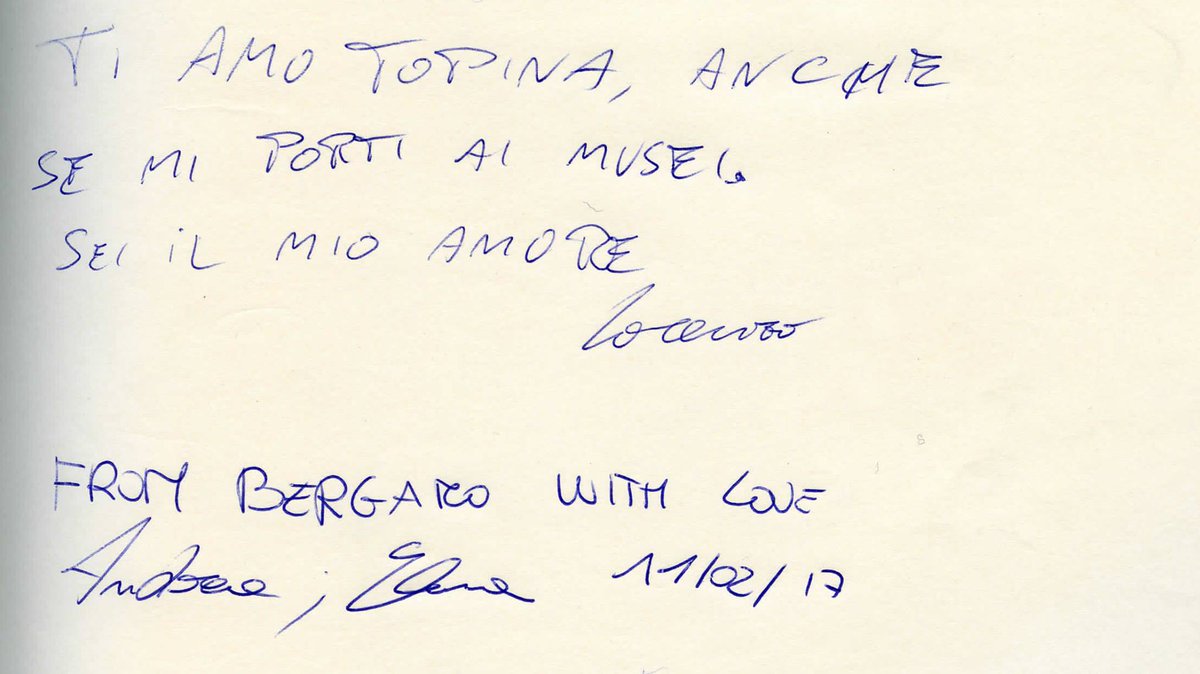 TI AMO TOPINA, ANCHE
SE MI PORTI AI MUSEI.
SEI IL MIO AMORE
Lorenzo
FROM BERGAMO WITH LOVE
Andrea, Elena 11/02/17